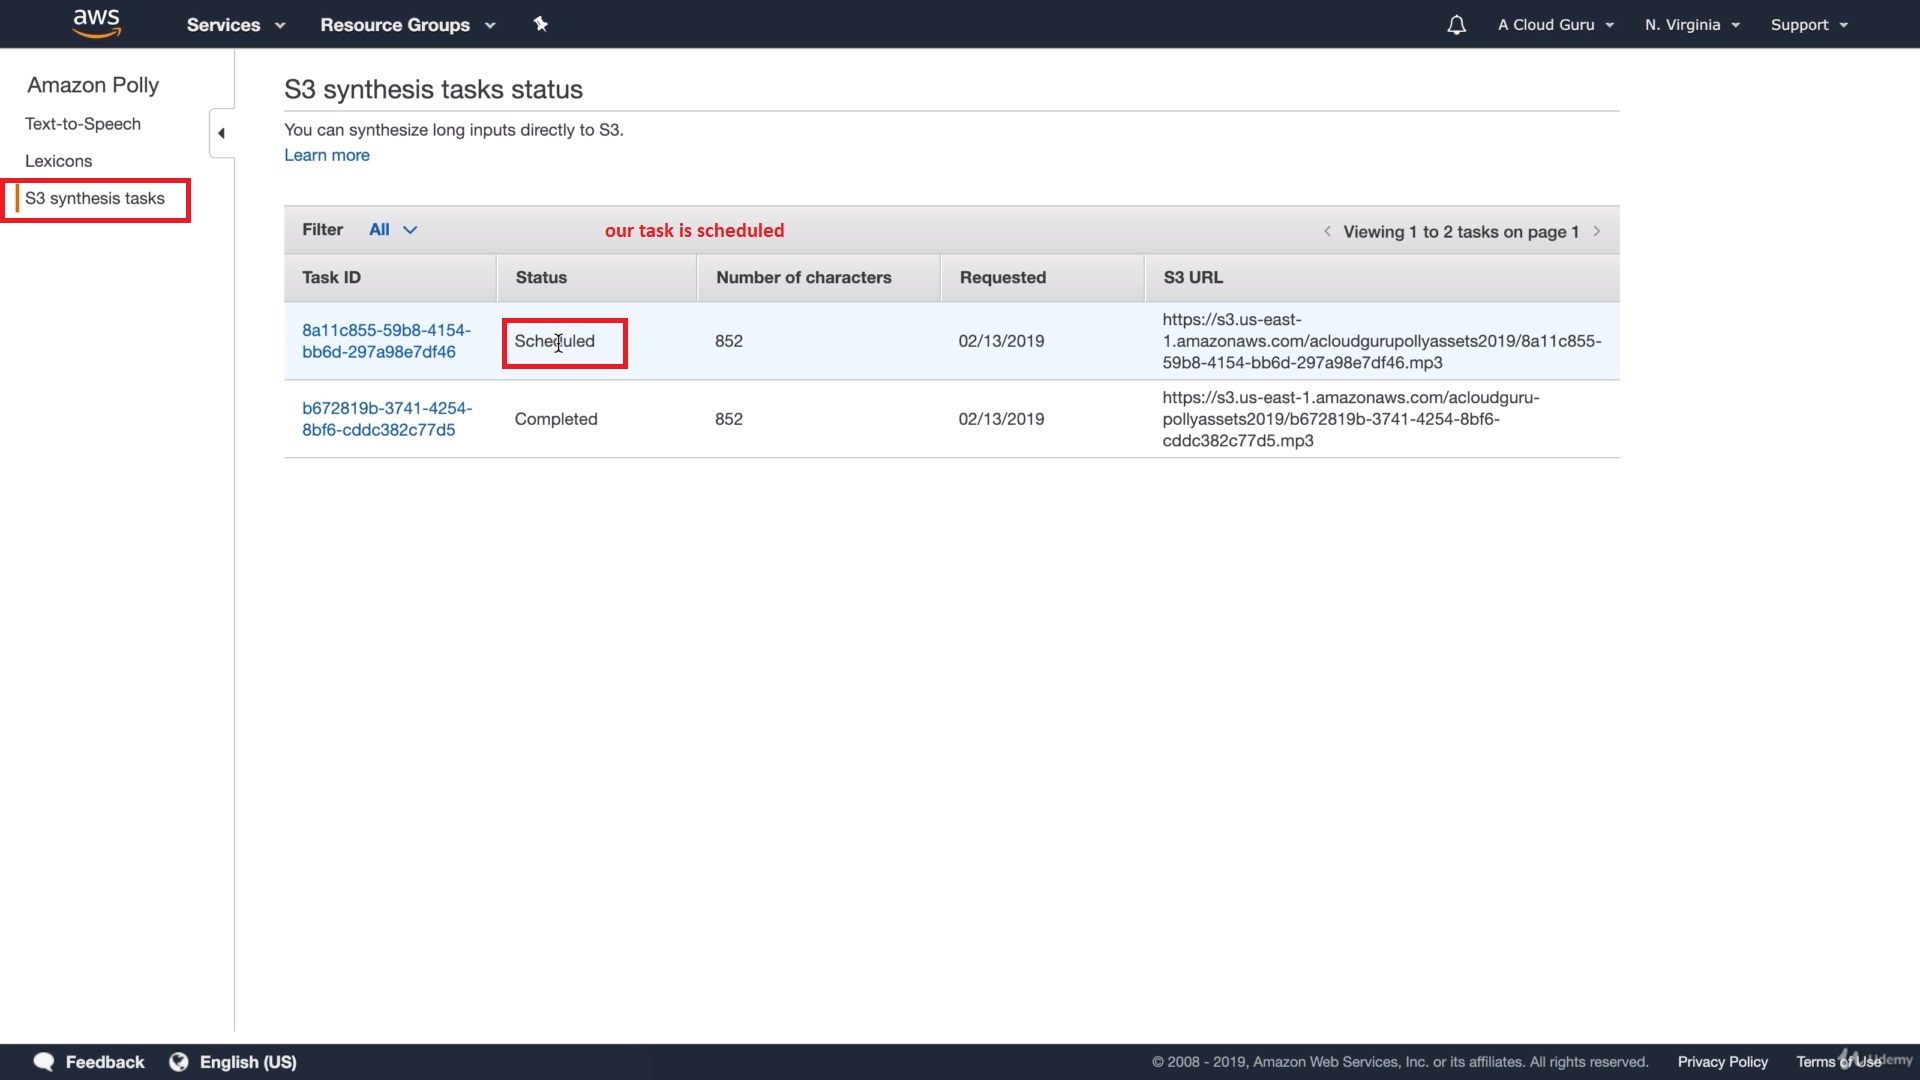 aws
Services
Resource Groups
A Cloud Guru
N. Virginia
Support
Amazon Polly
Text-to-Speech
Lexicons
S3 synthesis tasks
S3 synthesis tasks status
You can synthesize long inputs directly to S3.
Learn more
Filter All
our task is scheduled
Viewing 1 to 2 tasks on page 1
Task ID Status Number of characters Requested S3 URL
8a11c855-59b8-4154-
bb6d-297a98e7df46
Scheduled
852
02/13/2019
https://s3.us-east-
1.amazonaws.com/acloudgurupollyassets2019/8a11c855-
59b8-4154-bb6d-297a98e7df46.mp3
b672819b-3741-4254-
8bf6-cddc382c77d5
Completed
852
02/13/2019
https://s3.us-east-1.amazonaws.com/acloudguru-
pollyassets2019/b672819b-3741-4254-8bf6-
cddc382c77d5.mp3
Feedback
English (US)
© 2008 - 2019, Amazon Web Services, Inc. or its affiliates. All rights reserved.
Privacy Policy
Terms of Use
Udemy